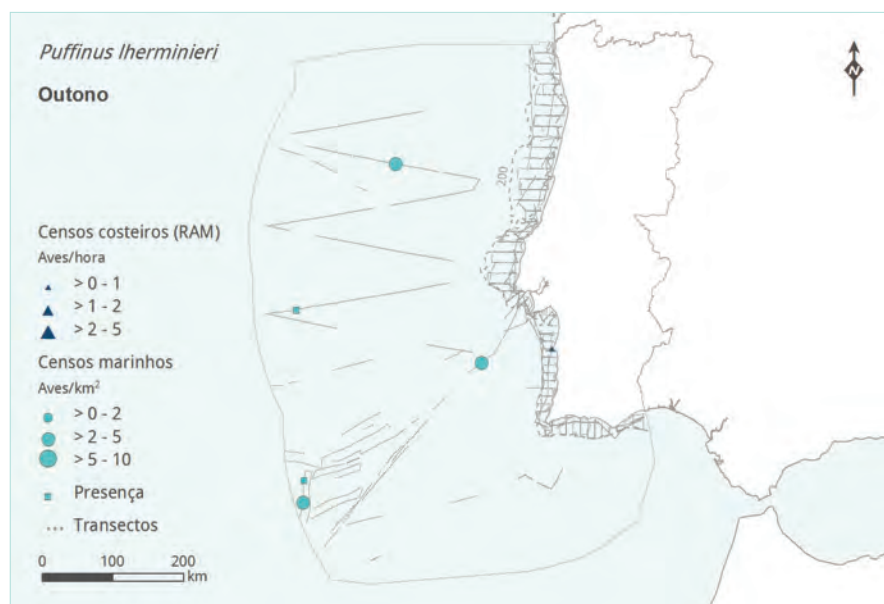 Puffinus lherminieri
Outono
N
200
Censos costeiros (RAM)
Aves/hora
> 0 - 1
> 1 - 2
> 2 - 5
Censos marinhos
Aves/km²
> 0 - 2
> 2 - 5
> 5 - 10
Presença
Transectos
0 100 200
km